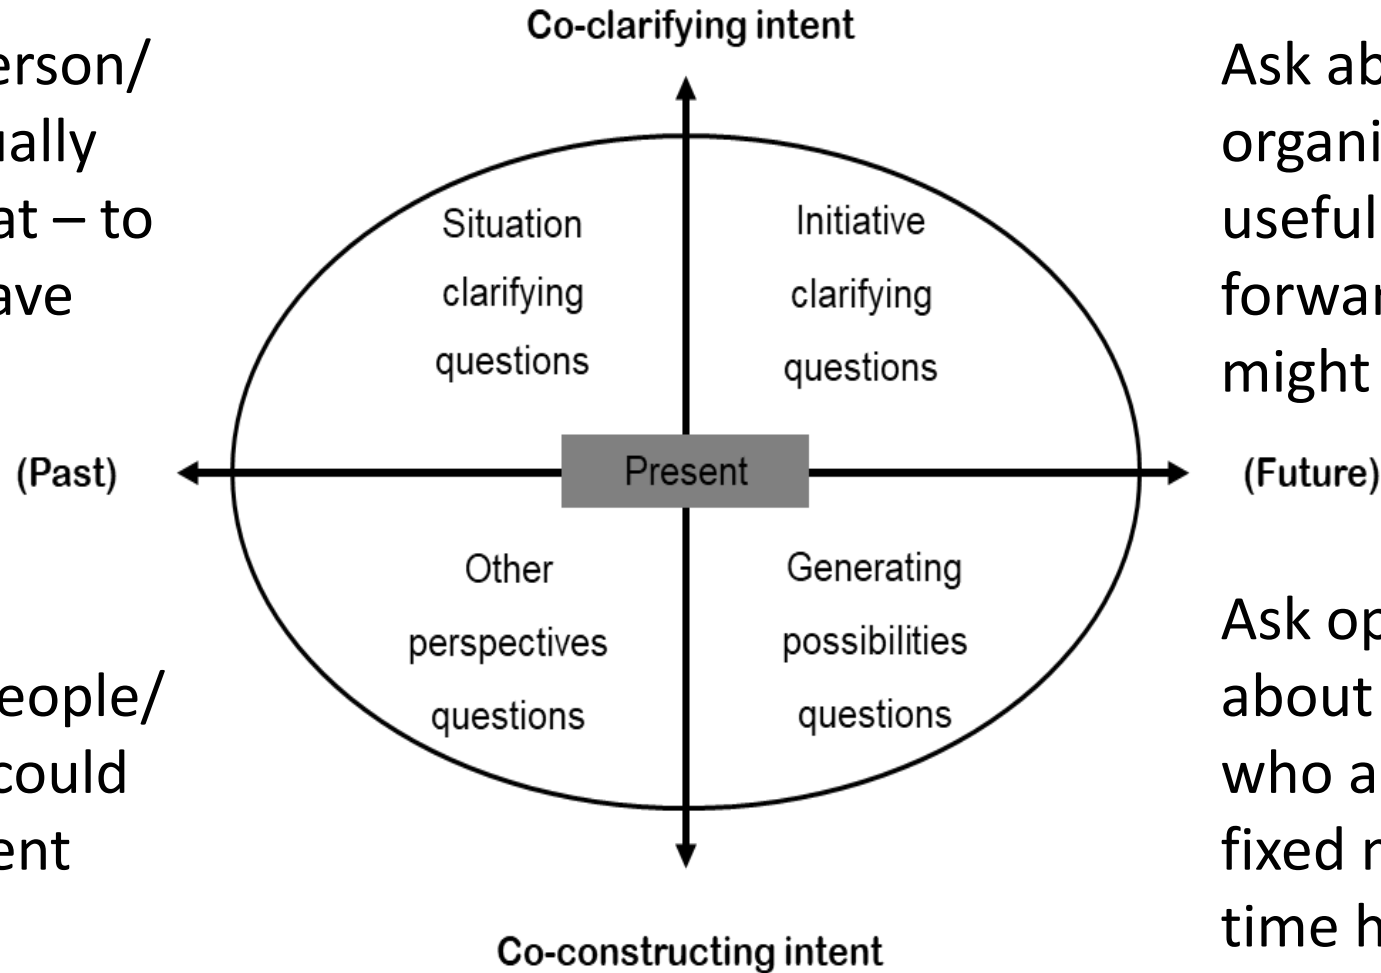 Co-clarifying intent
erson/
ually
at – to
ave
Situation
clarifying
questions
Initiative
clarifying
questions
Ask ab
organi
useful
forwar
might
(Past)
Present
(Future)
Other
perspectives
questions
Generating
possibilities
questions
eople/
could
ent
Ask op
about
who a
fixed n
time h
Co-constructing intent